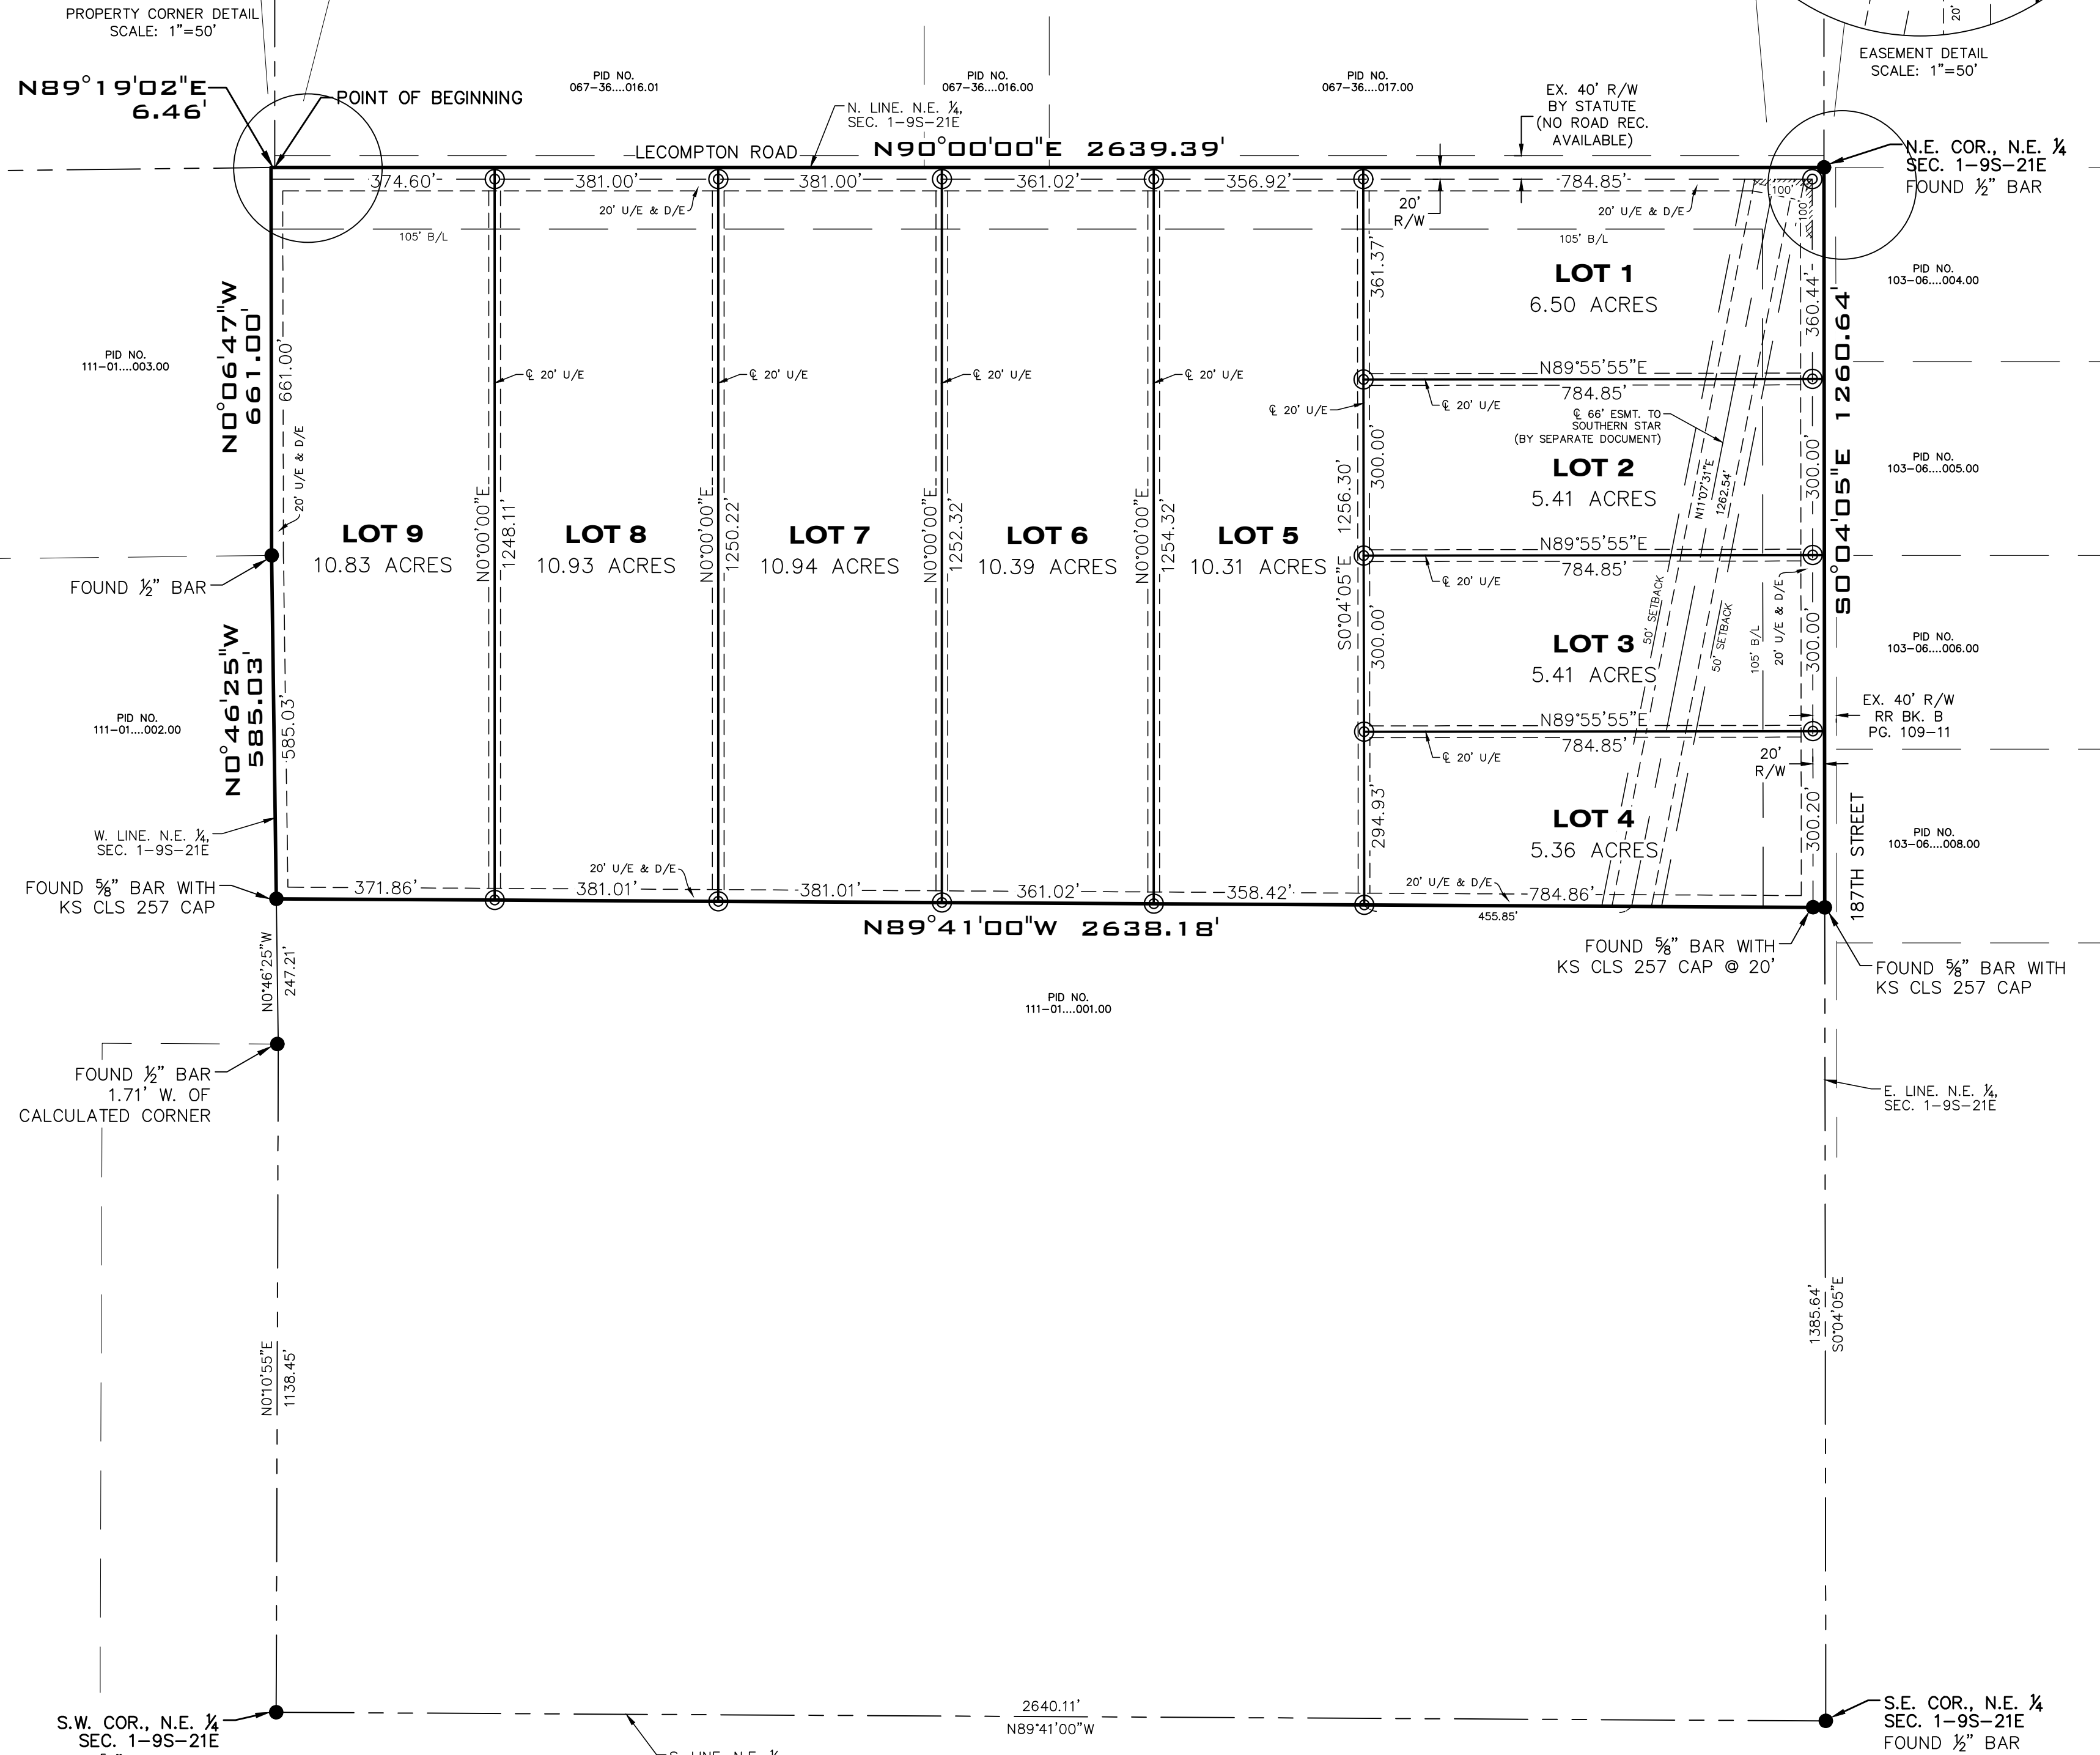 PROPERTY CORNER DETAIL
SCALE: 1"=50'
20'
EASEMENT DETAIL
SCALE: 1"=50'
N89°19'02"E
6.46'
POINT OF BEGINNING
PID NO.
067-36....016.01
PID NO.
067-36....016.00
PID NO.
067-36....017.00
N. LINE. N.E. ¼,
SEC. 1-9S-21E
EX. 40' R/W
BY STATUTE
(NO ROAD REC.
AVAILABLE)
LECOMPTON ROAD
N90°00'00"E 2639.39'
N.E. COR., N.E. ¼
SEC. 1-9S-21E
FOUND ½" BAR
374.60'
381.00'
381.00'
361.02'
356.92'
784.85'
20' U/E & D/E
20'
R/W
20' U/E & D/E
100'
100'
105' B/L
105' B/L
LOT 1
6.50 ACRES
361.37'
360.44'
PID NO.
103-06....004.00
N0°06'47"W
661.00'
661.00'
20' U/E & D/E
PID NO.
111-01....003.00
℄ 20' U/E
℄ 20' U/E
℄ 20' U/E
℄ 20' U/E
℄ 20' U/E
N89°55'55"E
784.85'
℄ 20' U/E
℄ 66' ESMT. TO
SOUTHERN STAR
(BY SEPARATE DOCUMENT)
S0°04'05"E 1260.64'
LOT 2
5.41 ACRES
300.00'
300.00'
N11°07'31"E
1262.54'
PID NO.
103-06....005.00
LOT 9
10.83 ACRES
N0°00'00"E
1248.11'
LOT 8
10.93 ACRES
N0°00'00"E
1250.22'
LOT 7
10.94 ACRES
N0°00'00"E
1252.32'
LOT 6
10.39 ACRES
N0°00'00"E
1254.32'
LOT 5
10.31 ACRES
S0°04'05"E 1256.30'
N89°55'55"E
784.85'
℄ 20' U/E
FOUND ½" BAR
50' SETBACK
50' SETBACK
105' B/L
20' U/E & D/E
LOT 3
5.41 ACRES
300.00'
300.00'
PID NO.
103-06....006.00
N0°46'25"W
585.03'
585.03'
PID NO.
111-01....002.00
EX. 40' R/W
RR BK. B
PG. 109-11
N89°55'55"E
784.85'
℄ 20' U/E
20'
R/W
LOT 4
5.36 ACRES
294.93'
300.20'
187TH STREET
PID NO.
103-06....008.00
W. LINE. N.E. ¼,
SEC. 1-9S-21E
FOUND ⅝" BAR WITH
KS CLS 257 CAP
20' U/E & D/E
20' U/E & D/E
371.86'
381.01'
381.01'
361.02'
358.42'
784.86'
455.85'
N89°41'00"W 2638.18'
FOUND ⅝" BAR WITH
KS CLS 257 CAP @ 20'
FOUND ⅝" BAR WITH
KS CLS 257 CAP
N0°46'25"W
247.21'
PID NO.
111-01....001.00
FOUND ½" BAR
1.71' W. OF
CALCULATED CORNER
E. LINE. N.E. ¼,
SEC. 1-9S-21E
N0°10'55"E
1138.45'
1385.64'
S0°04'05"E
2640.11'
N89°41'00"W
S.W. COR., N.E. ¼
SEC. 1-9S-21E
S.E. COR., N.E. ¼
SEC. 1-9S-21E
FOUND ½" BAR
S. LINE. N.E. ¼